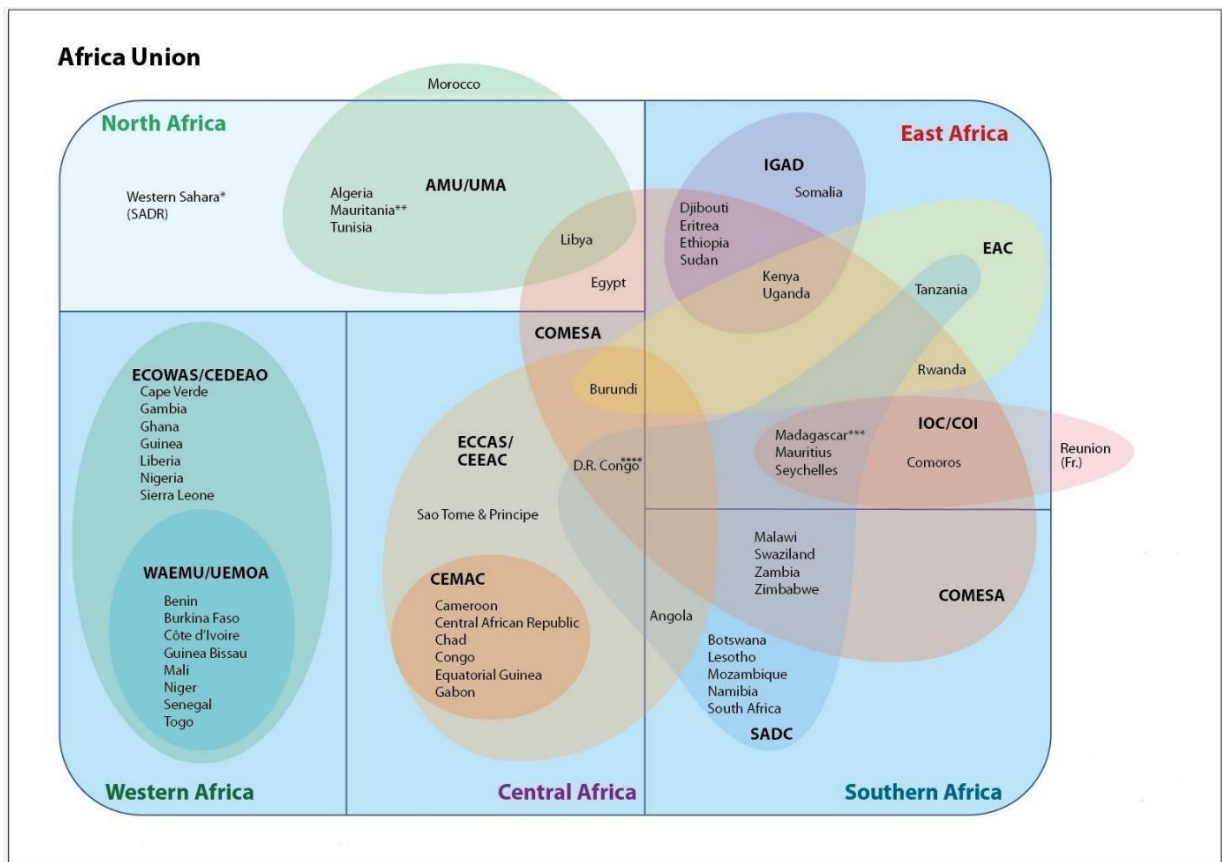 Africa Union
Morocco
North Africa
Western Sahara*
(SADR)
AMU/UMA
Algeria
Mauritania**
Tunisia
Libya
Egypt
East Africa
IGAD
Somalia
Djibouti
Eritrea
Ethiopia
Sudan
Kenya
Uganda
EAC
Tanzania
Rwanda
COMESA
Burundi
ECOWAS/CEDEAO
Cape Verde
Gambia
Ghana
Guinea
Liberia
Nigeria
Sierra Leone
WAEMU/UEMOA
Benin
Burkina Faso
Côte d'Ivoire
Guinea Bissau
Mali
Niger
Senegal
Togo
Western Africa
ECCAS/
CEEAC
D.R. Congo****
Sao Tome & Principe
CEMAC
Cameroon
Central African Republic
Chad
Congo
Equatorial Guinea
Gabon
Angola
Central Africa
IOC/COI
Madagascar***
Mauritius
Seychelles
Comoros
Reunion
(Fr.)
Malawi
Swaziland
Zambia
Zimbabwe
COMESA
Botswana
Lesotho
Mozambique
Namibia
South Africa
SADC
Southern Africa